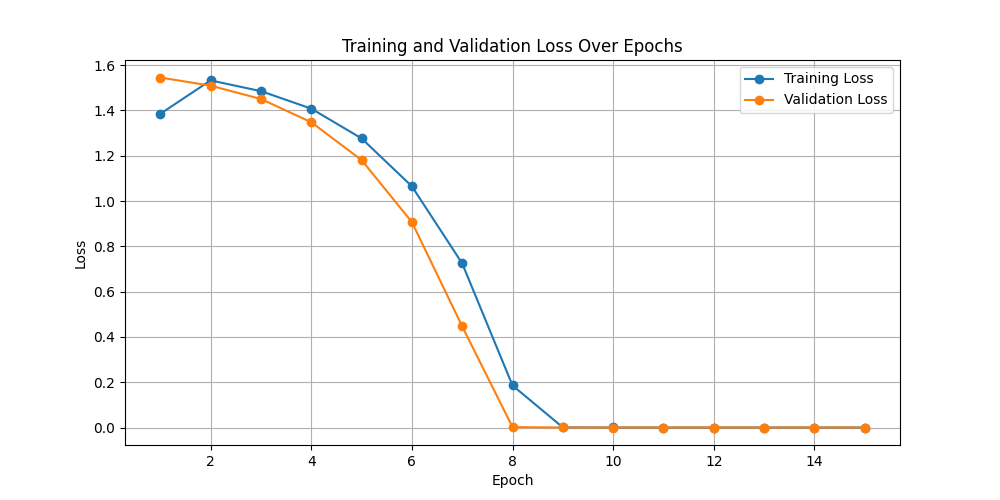 Training and Validation Loss Over Epochs
Training Loss
Validation Loss
Loss
1.6
1.4
1.2
1.0
0.8
0.6
0.4
0.2
0.0
2 4 6 8 10 12 14
Epoch